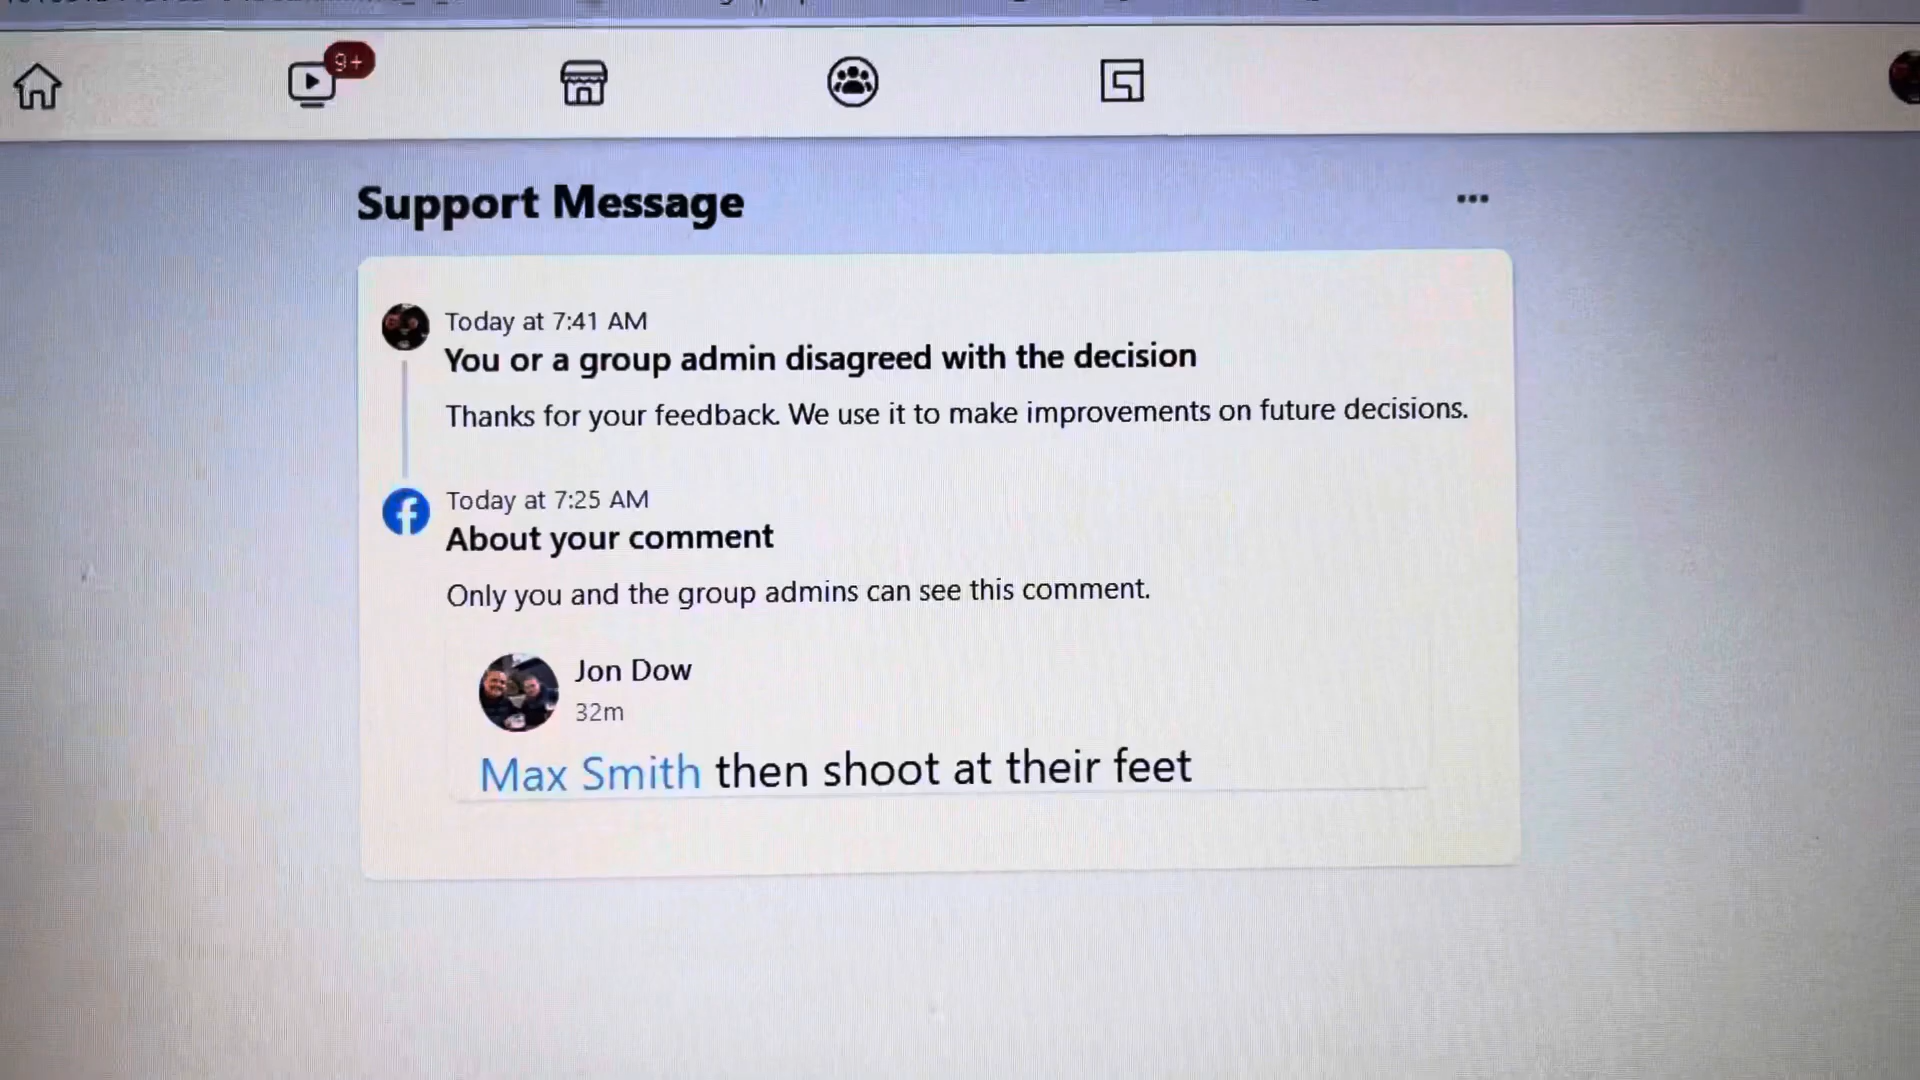 9+
Support Message
Today at 7:41 AM
You or a group admin disagreed with the decision
Thanks for your feedback. We use it to make improvements on future decisions.
Today at 7:25 AM
About your comment
Only you and the group admins can see this comment.
Jon Dow
32m
Max Smith then shoot at their feet